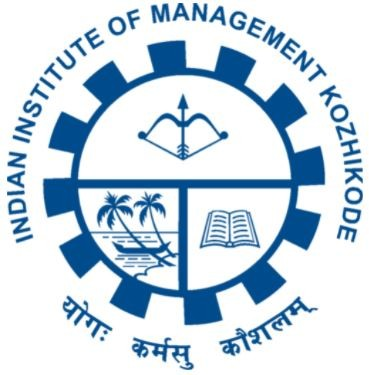 INDIAN INSTITUTE OF MANAGEMENT KOZHIKODE
योगः कर्मसु कौशलम्